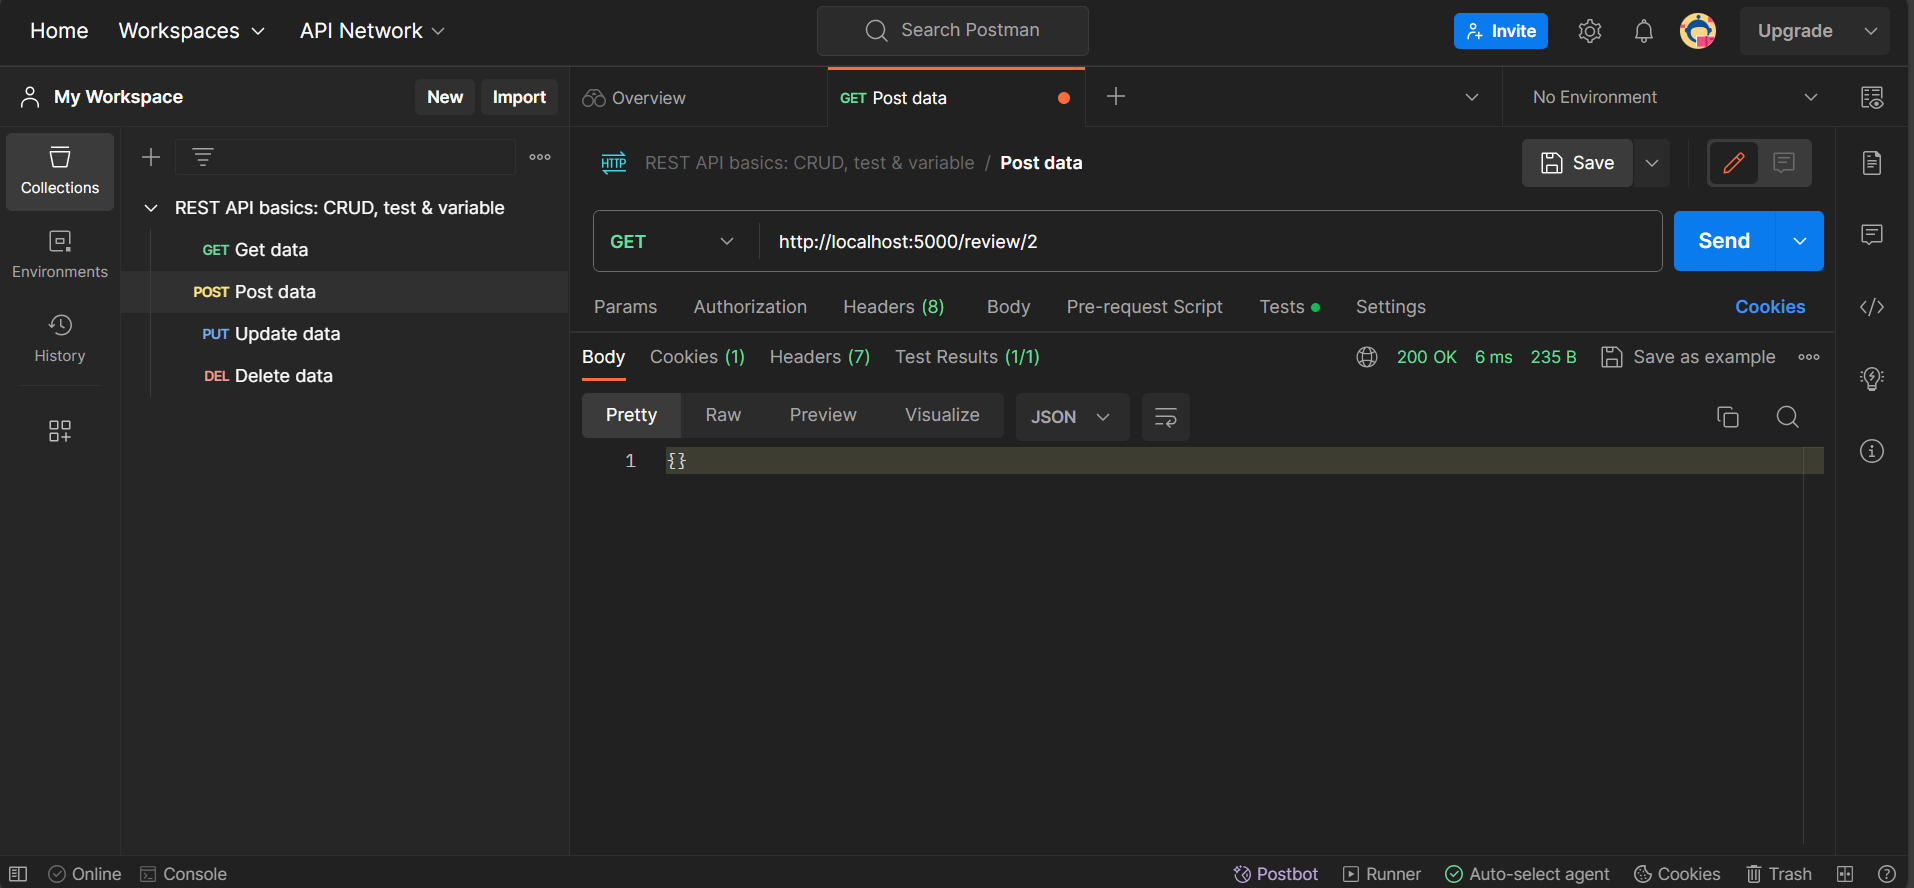 Home Workspaces API Network Search Postman Invite Upgrade
My Workspace New Import Overview GET Post data No Environment
Collections
Environments
History
REST API basics: CRUD, test & variable
GET Get data
POST Post data
PUT Update data
DEL Delete data
HTTP REST API basics: CRUD, test & variable / Post data Save
GET http://localhost:5000/review/2 Send
Params Authorization Headers (8) Body Pre-request Script Tests Settings Cookies
Body Cookies (1) Headers (7) Test Results (1/1) 200 OK 6 ms 235 B Save as example
Pretty Raw Preview Visualize JSON
1 {}
Online Console Postbot Runner Auto-select agent Cookies Trash